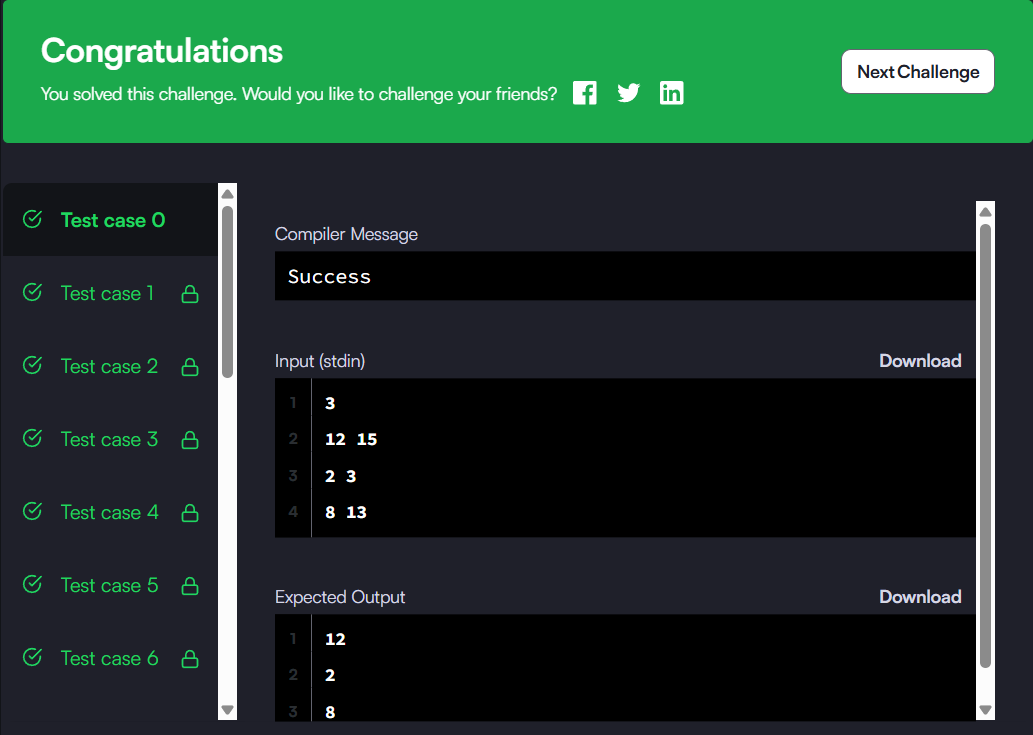 Congratulations
You solved this challenge. Would you like to challenge your friends?
Next Challenge
Test case 0
Test case 1
Test case 2
Test case 3
Test case 4
Test case 5
Test case 6
Compiler Message
Success
Input (stdin)
Download
1 3
2 12 15
3 2 3
4 8 13
Expected Output
Download
1 12
2 2
3 8